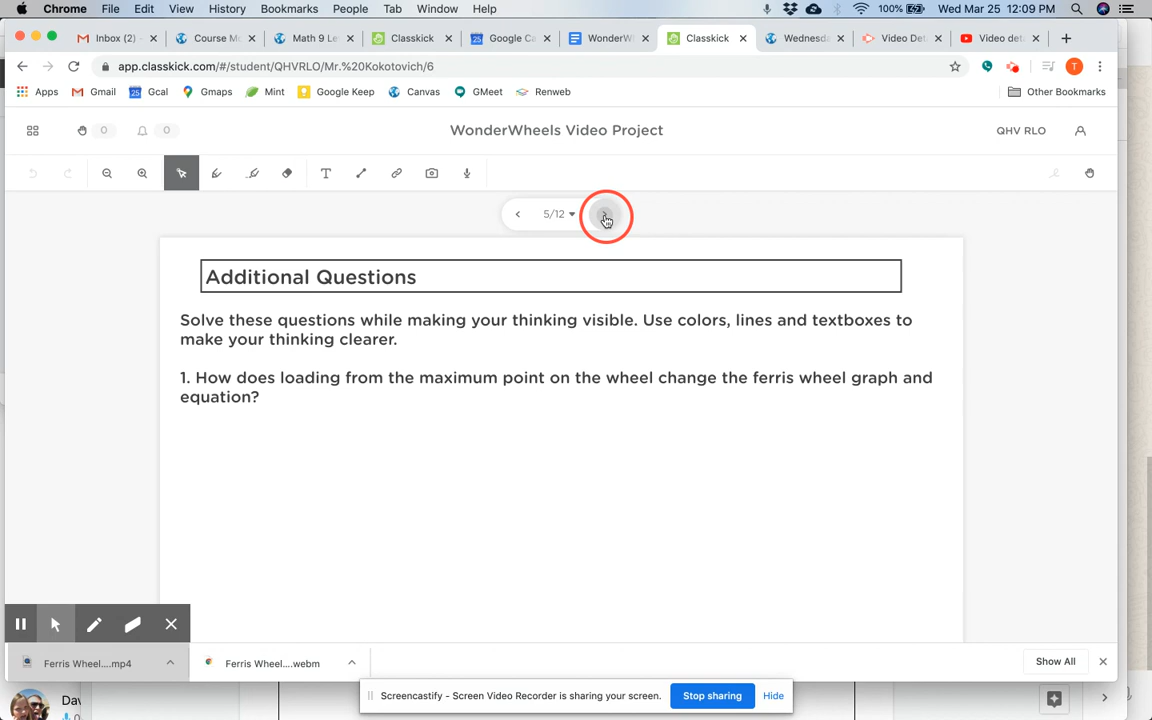 Chrome File Edit View History Bookmarks People Tab Window Help 100% Wed Mar 25 12:09 PM
Inbox (2) Course M Math 9 Le Classkick Google Ca WonderW Classkick Wednesd Video Det Video det
app.classkick.com/#/student/QHVRLO/Mr.%20Kokotovich/6
Apps Gmail Gcal Gmaps Mint Google Keep Canvas GMeet Renweb Other Bookmarks
0 0 WonderWheels Video Project QHV RLO
5/12
Additional Questions
Solve these questions while making your thinking visible. Use colors, lines and textboxes to
make your thinking clearer.
1. How does loading from the maximum point on the wheel change the ferris wheel graph and
equation?
Ferris Wheel....mp4 Ferris Wheel....webm Show All
Screencastify - Screen Video Recorder is sharing your screen. Stop sharing Hide
Dav